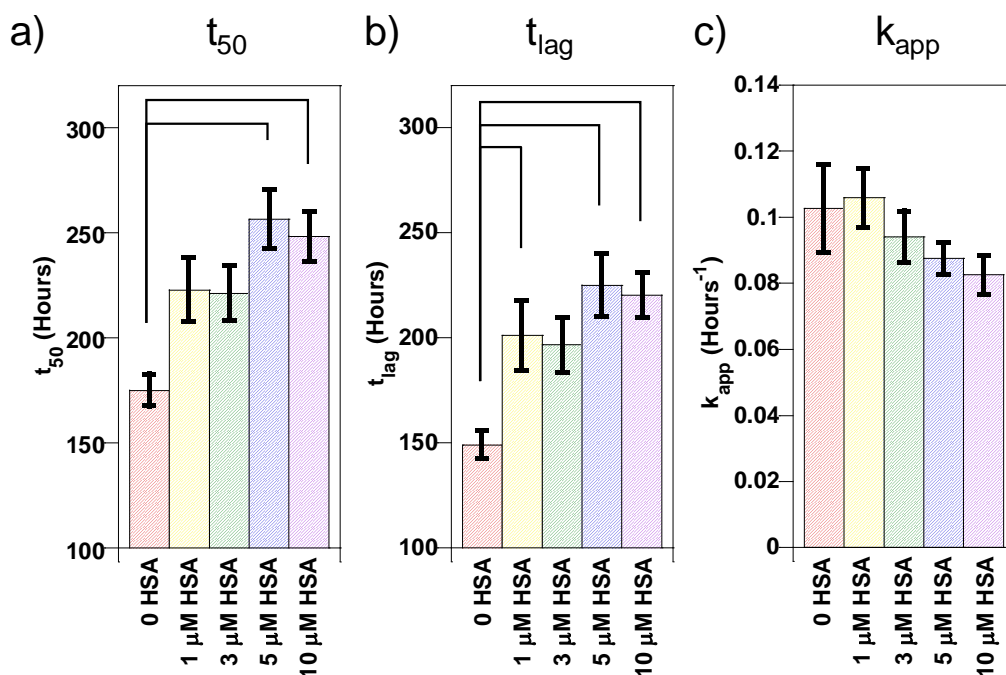 a) t50
b) tlag
c) kapp
t50 (Hours)
300
250
200
150
100
0 HSA
1 μM HSA
3 μM HSA
5 μM HSA
10 μM HSA
tlag (Hours)
300
250
200
150
100
0 HSA
1 μM HSA
3 μM HSA
5 μM HSA
10 μM HSA
kapp (Hours-1)
0.14
0.12
0.1
0.08
0.06
0.04
0.02
0
0 HSA
1 μM HSA
3 μM HSA
5 μM HSA
10 μM HSA